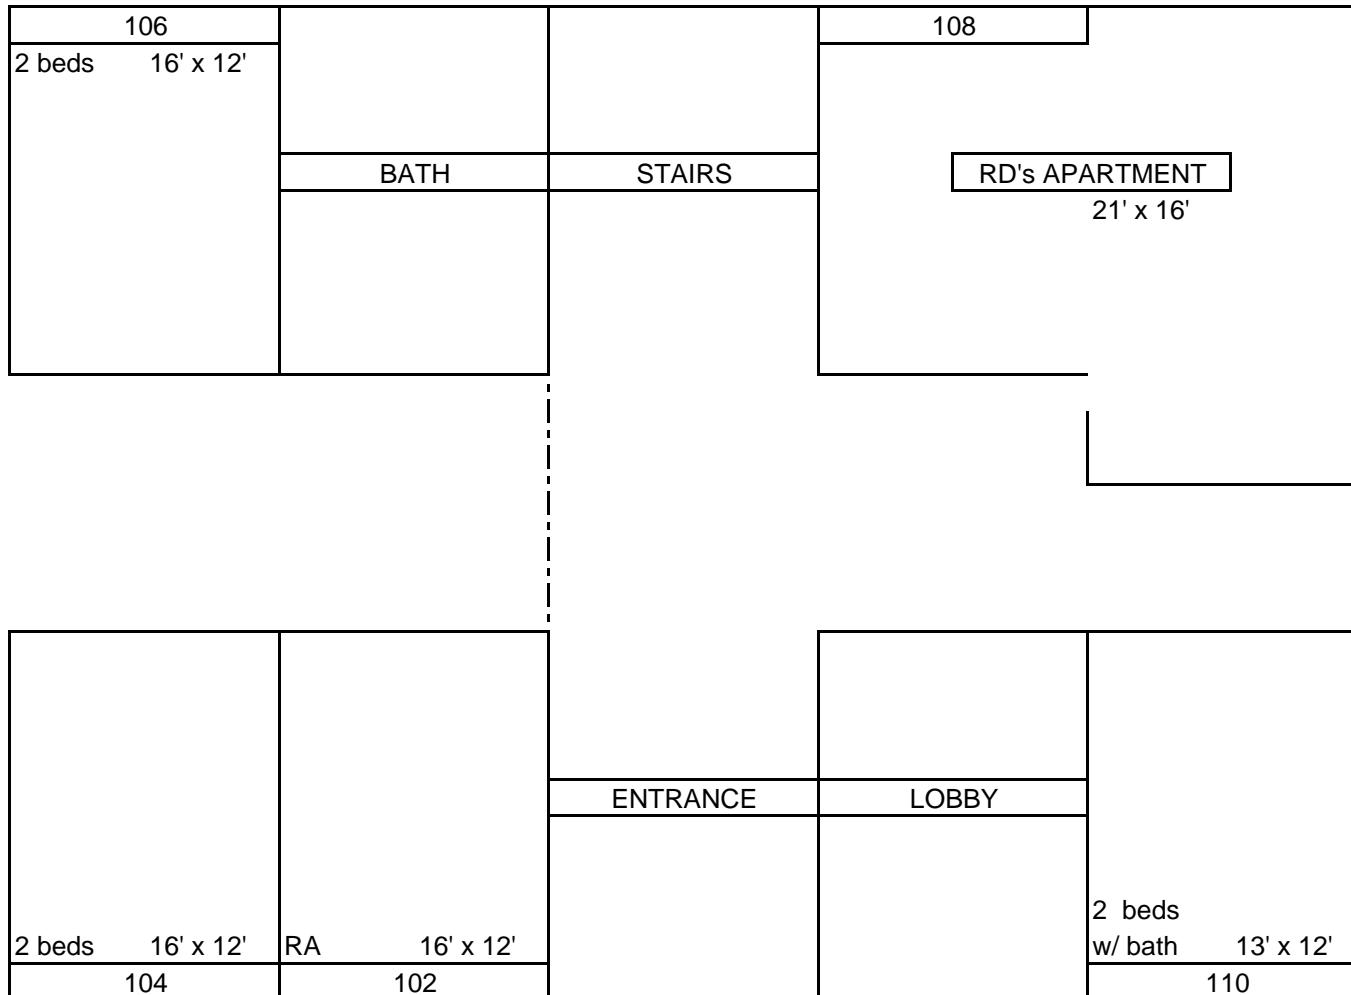 106
108
2 beds 16' x 12'
BATH
STAIRS
RD's APARTMENT
21' x 16'
ENTRANCE
LOBBY
2 beds
2 beds 16' x 12'
RA 16' x 12'
w/ bath 13' x 12'
104
102
110